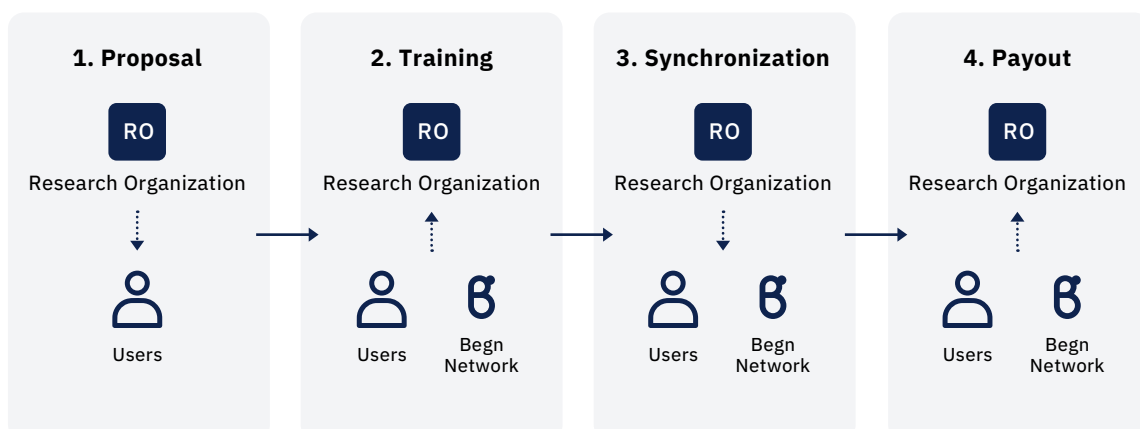 1. Proposal
RO
Research Organization
Users
2. Training
RO
Research Organization
Users
Begn
Network
3. Synchronization
RO
Research Organization
Users
Begn
Network
4. Payout
RO
Research Organization
Users
Begn
Network